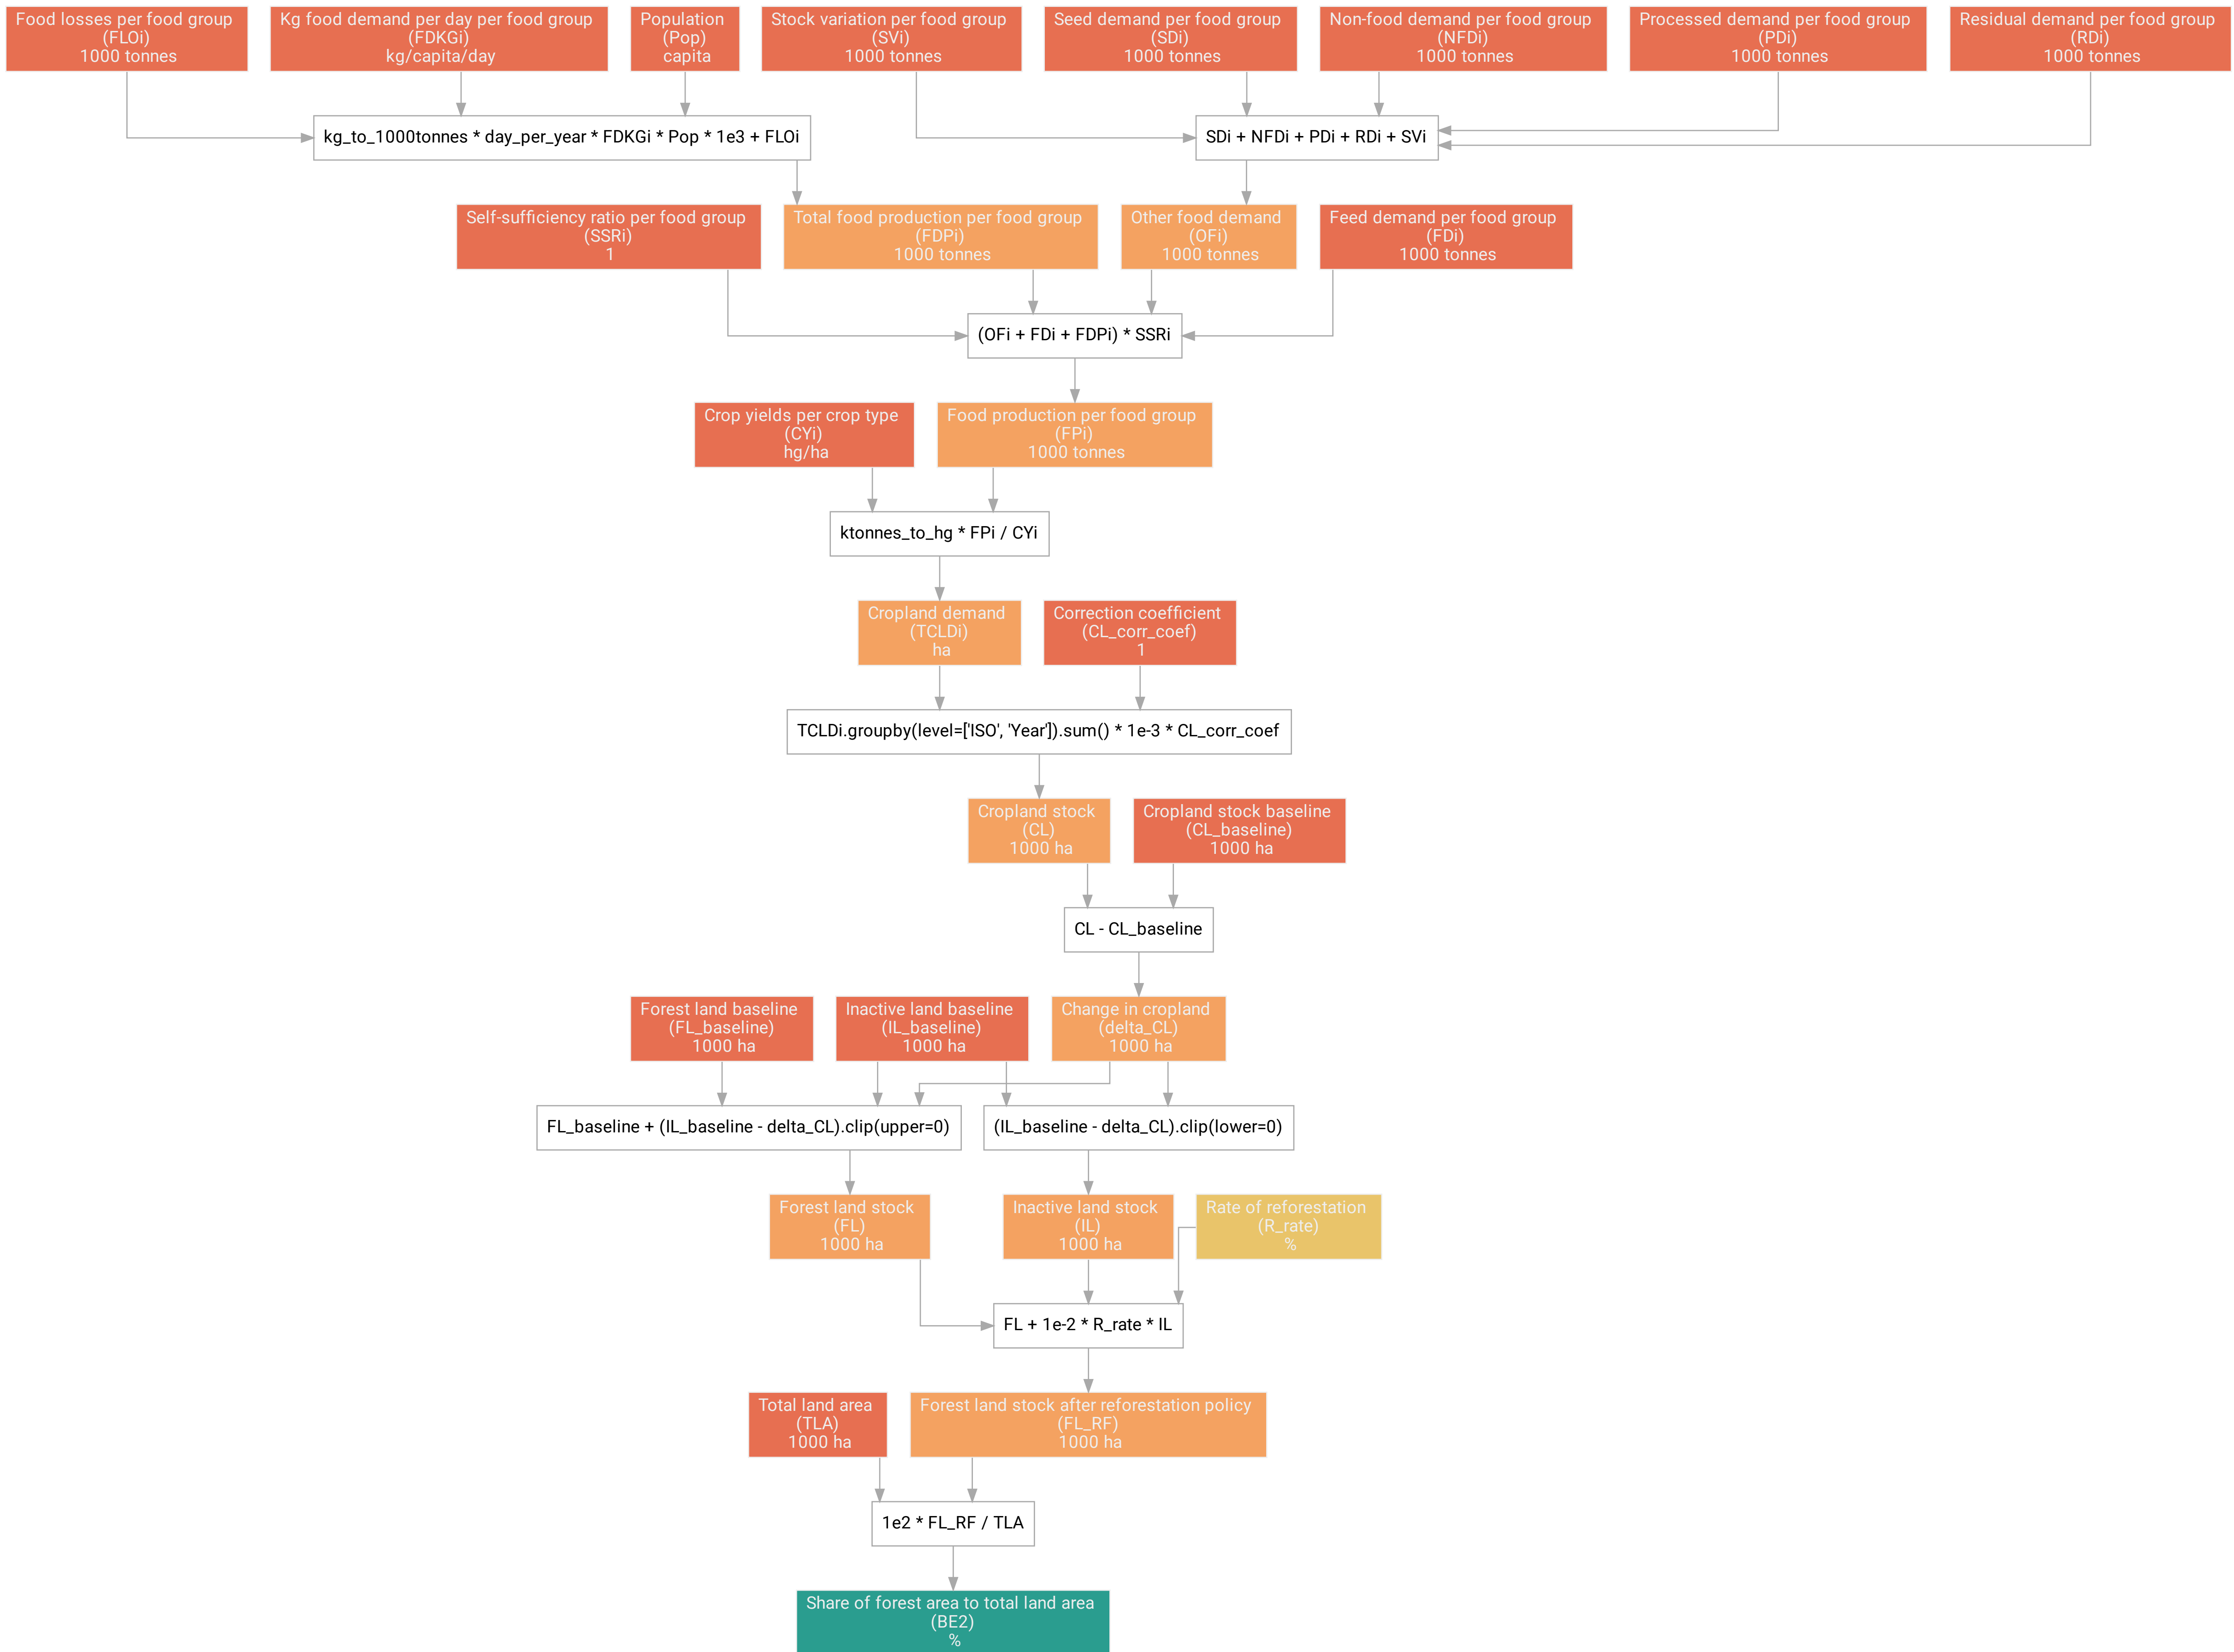 Food losses per food group
(FLOi)
1000 tonnes
Kg food demand per day per food group
(FDKGi)
kg/capita/day
Population
(Pop)
capita
Stock variation per food group
(SVi)
1000 tonnes
Seed demand per food group
(SDi)
1000 tonnes
Non-food demand per food group
(NFDi)
1000 tonnes
Processed demand per food group
(PDi)
1000 tonnes
Residual demand per food group
(RDi)
1000 tonnes
kg_to_1000tonnes * day_per_year * FDKGi * Pop * 1e3 + FLOi
SDi + NFDi + PDi + RDi + SVi
Self-sufficiency ratio per food group
(SSRi)
1
Total food production per food group
(FDPi)
1000 tonnes
Other food demand
(OFi)
1000 tonnes
Feed demand per food group
(FDi)
1000 tonnes
(OFi + FDi + FDPi) * SSRi
Crop yields per crop type
(CYi)
hg/ha
Food production per food group
(FPi)
1000 tonnes
ktonnes_to_hg * FPi / CYi
Cropland demand
(TCLDi)
ha
Correction coefficient
(CL_corr_coef)
1
TCLDi.groupby(level=['ISO', 'Year']).sum() * 1e-3 * CL_corr_coef
Cropland stock
(CL)
1000 ha
Cropland stock baseline
(CL_baseline)
1000 ha
CL - CL_baseline
Forest land baseline
(FL_baseline)
1000 ha
Inactive land baseline
(IL_baseline)
1000 ha
Change in cropland
(delta_CL)
1000 ha
FL_baseline + (IL_baseline - delta_CL).clip(upper=0)
(IL_baseline - delta_CL).clip(lower=0)
Forest land stock
(FL)
1000 ha
Inactive land stock
(IL)
1000 ha
Rate of reforestation
(R_rate)
%
FL + 1e-2 * R_rate * IL
Total land area
(TLA)
1000 ha
Forest land stock after reforestation policy
(FL_RF)
1000 ha
1e2 * FL_RF / TLA
Share of forest area to total land area
(BE2)
%